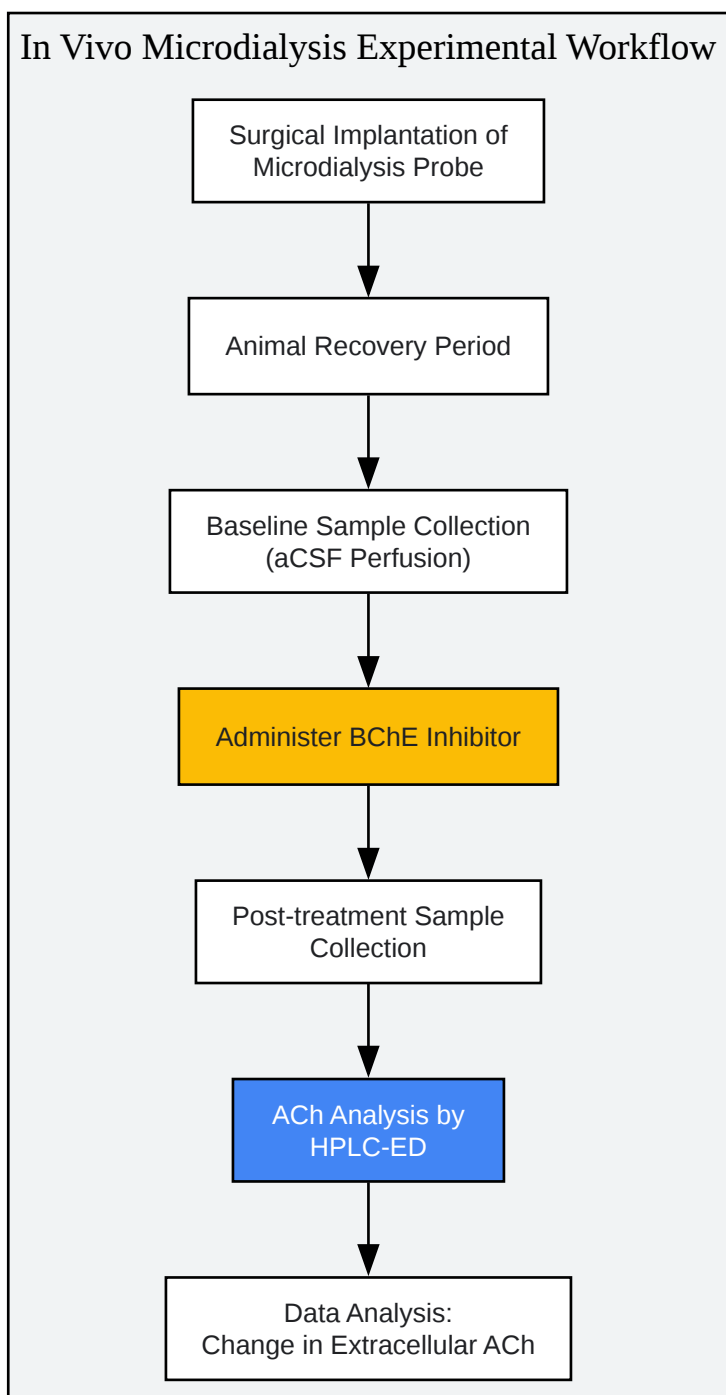 In Vivo Microdialysis Experimental Workflow
Surgical Implantation of
Microdialysis Probe
Animal Recovery Period
Baseline Sample Collection
(aCSF Perfusion)
Administer BChE Inhibitor
Post-treatment Sample
Collection
ACh Analysis by
HPLC-ED
Data Analysis:
Change in Extracellular ACh